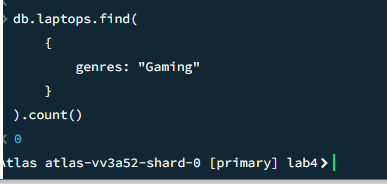 > db.laptops.find(
{
genres: "Gaming"
}
).count()
< 0
Atlas atlas-vv3a52-shard-0 [primary] lab4>